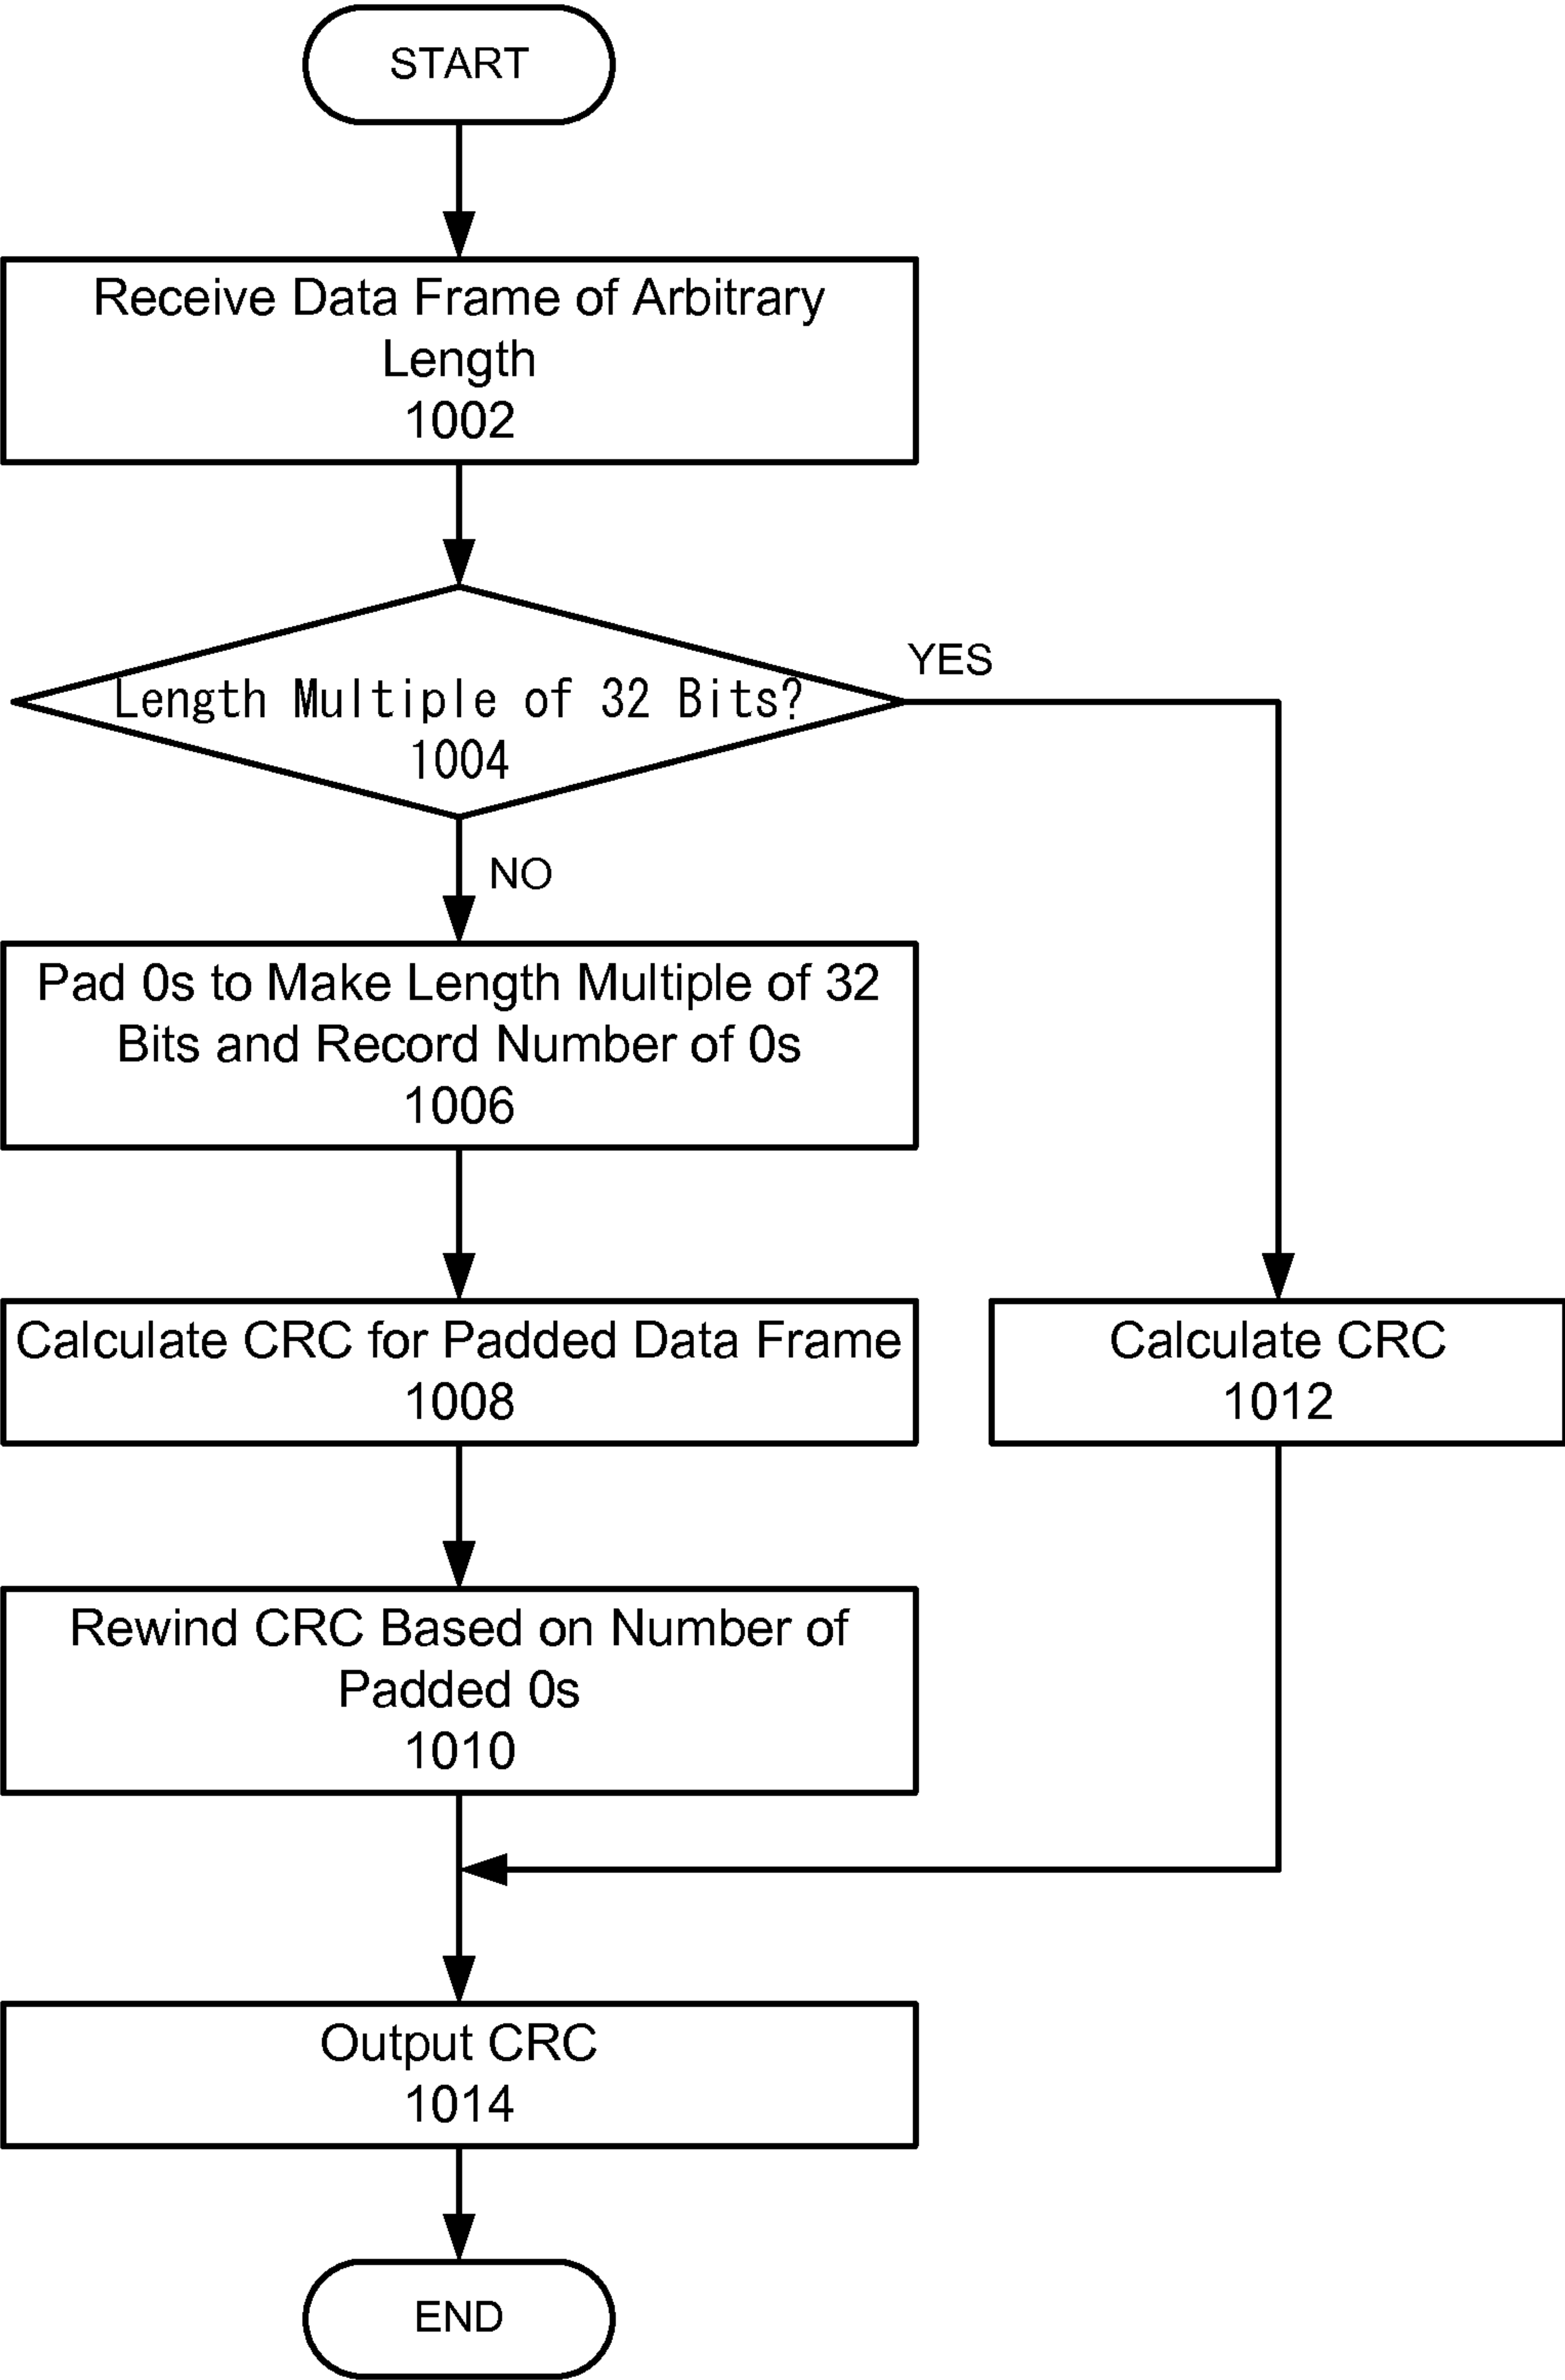 START
Receive Data Frame of Arbitrary
Length
1002
Length Multiple of 32 Bits?
1004
YES
NO
Pad 0s to Make Length Multiple of 32
Bits and Record Number of 0s
1006
Calculate CRC for Padded Data Frame
1008
Calculate CRC
1012
Rewind CRC Based on Number of
Padded 0s
1010
Output CRC
1014
END